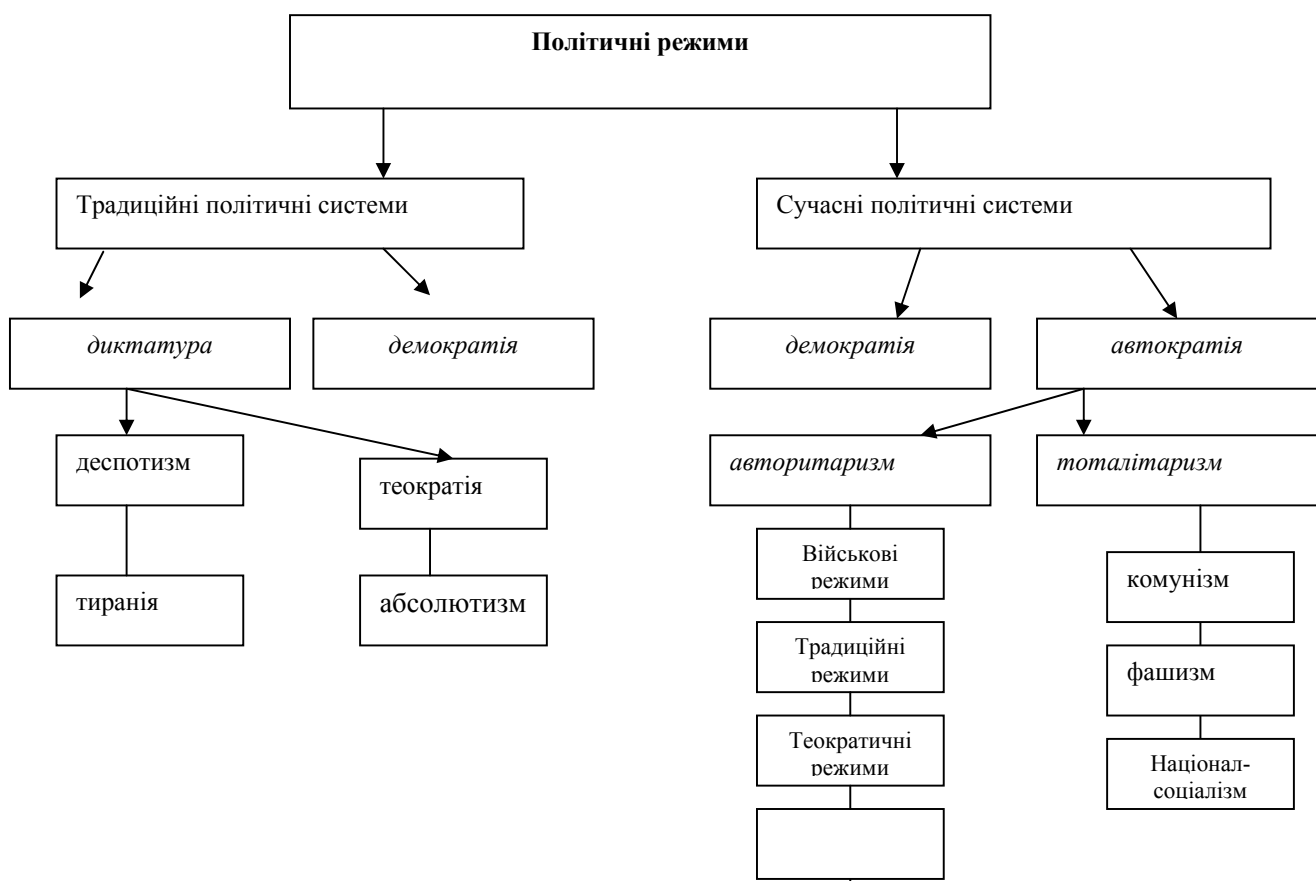 Політичні режими
Традиційні політичні системи
Сучасні політичні системи
диктатура
демократія
демократія
автократія
деспотизм
теократія
авторитаризм
тоталітаризм
тиранія
абсолютизм
Військові
режими
Традиційні
режими
Теократичні
режими
комунізм
фашизм
Націонал-
соціалізм